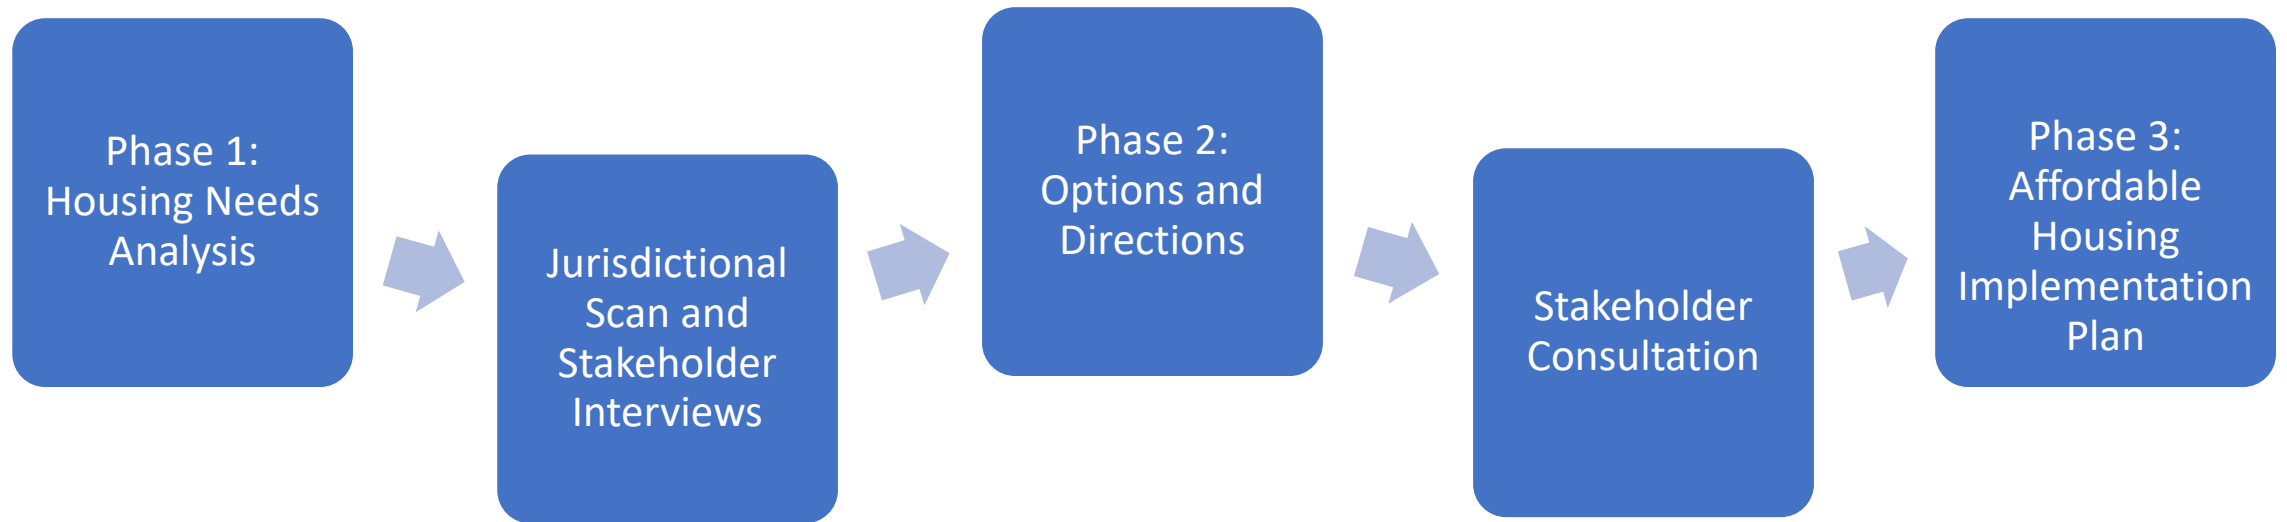 Phase 1:
Housing Needs
Analysis
Jurisdictional
Scan and
Stakeholder
Interviews
Phase 2:
Options and
Directions
Stakeholder
Consultation
Phase 3:
Affordable
Housing
Implementation
Plan